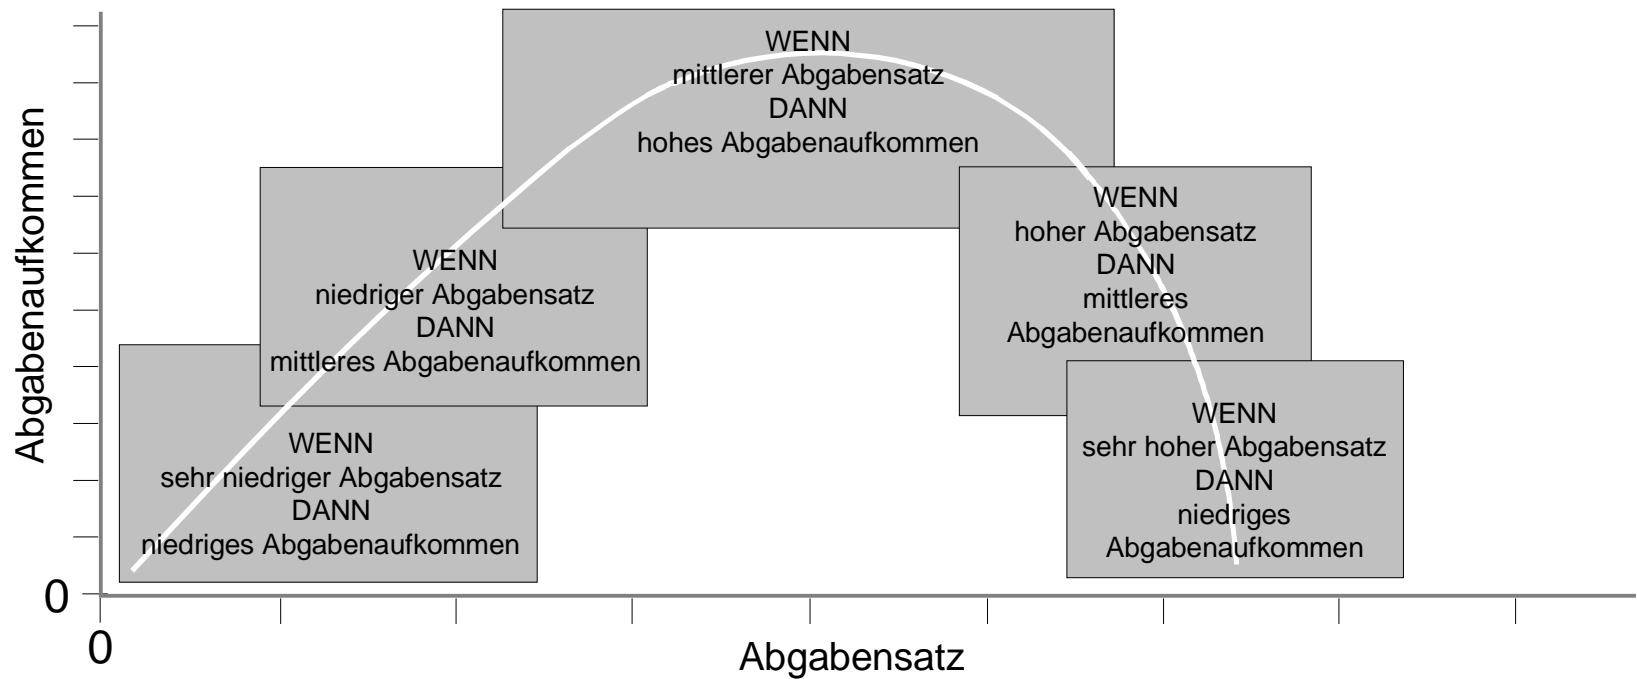 Abgabenaufkommen
WENN
mittlerer Abgabensatz
DANN
hohes Abgabenaufkommen
WENN
niedriger Abgabensatz
DANN
mittleres Abgabenaufkommen
WENN
hoher Abgabensatz
DANN
mittleres
Abgabenaufkommen
WENN
sehr niedriger Abgabensatz
DANN
niedriges Abgabenaufkommen
WENN
sehr hoher Abgabensatz
DANN
niedriges
Abgabenaufkommen
0
0
Abgabensatz